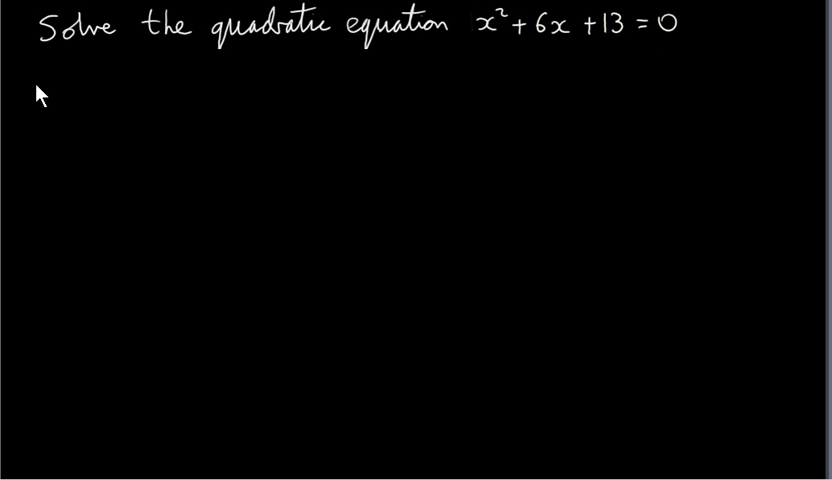 Solve the quadratic equation x² + 6x + 13 = 0